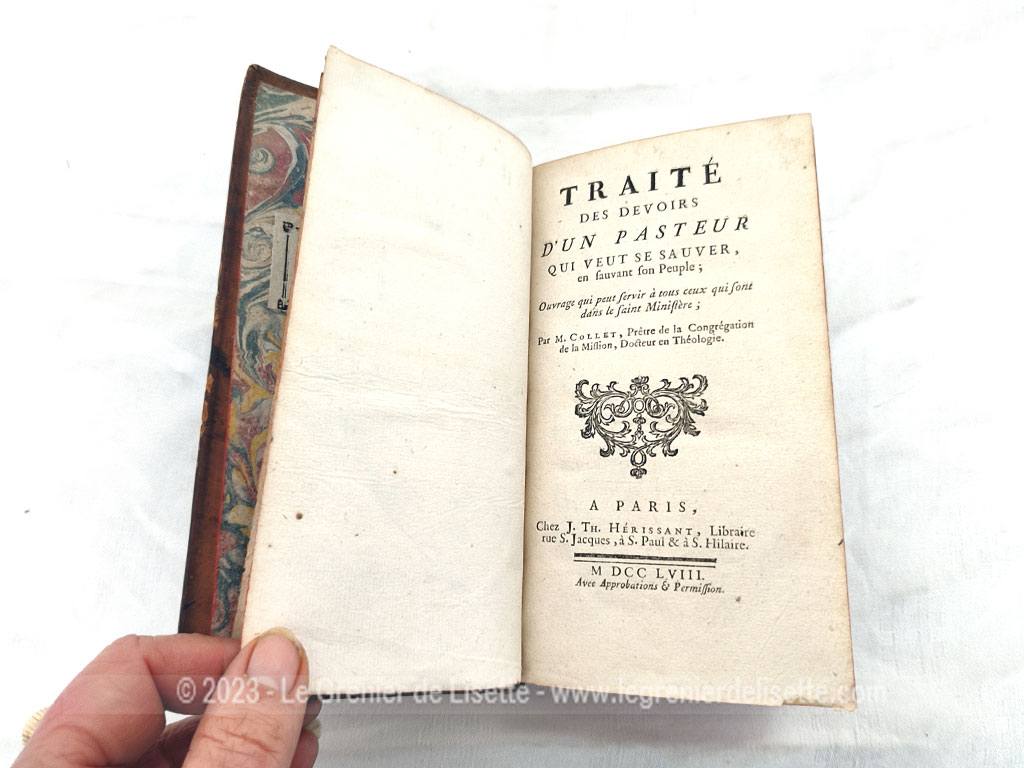 TRAITÉ
DES DEVOIRS
D'UN PASTEUR
QUI VEUT SE SAUVER,
en ſauvant ſon Peuple;
Ouvrage qui peut ſervir à tous ceux qui ſont
dans le ſaint Miniſtère;
Par M. COLLET, Prêtre de la Congrégation
de la Miſſion, Docteur en Théologie.
A PARIS,
Chez J. TH. HÉRISSANT, Libraire
rue S. Jacques, à S. Paul & à S. Hilaire.
M DCC LVIII.
Avec Approbations & Permiſſion.
© 2023 - Le Grenier de Lisette - www.legrenierdelisette.com